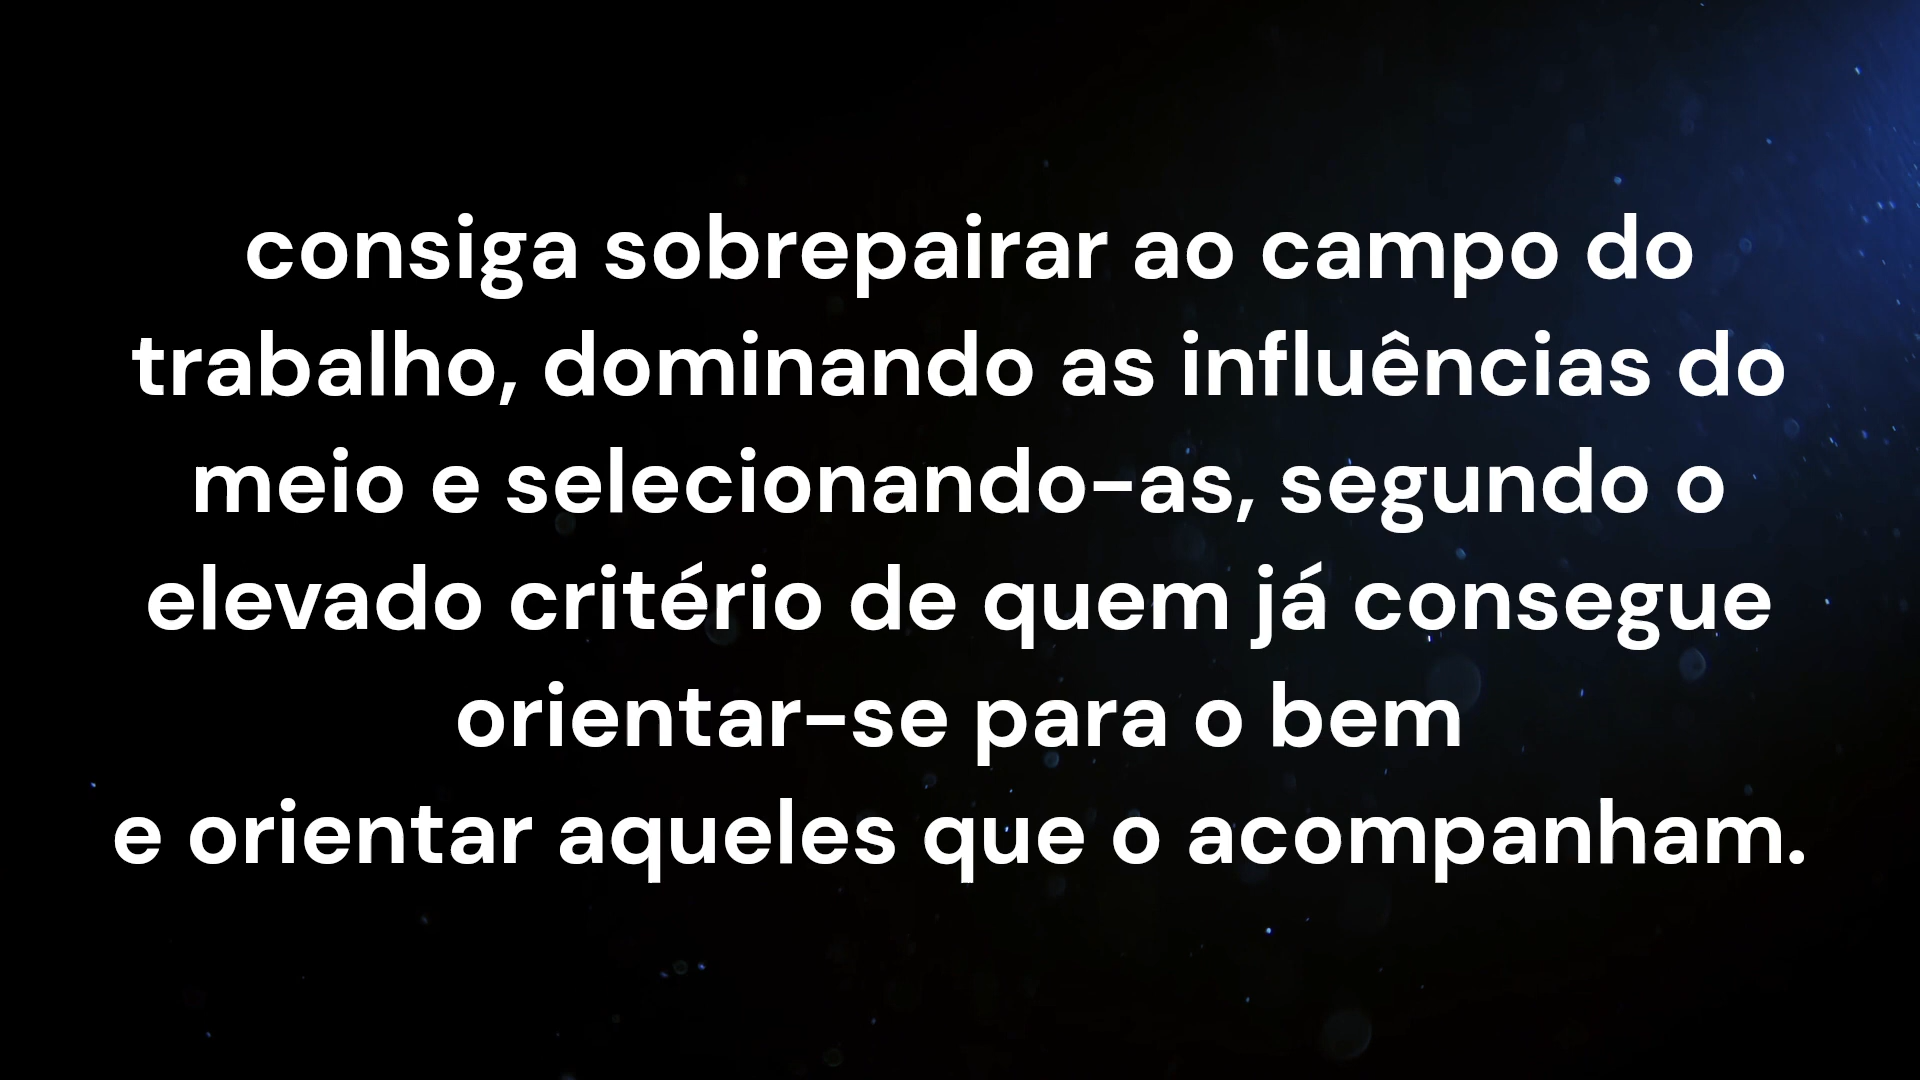 consiga sobrepairar ao campo do
trabalho, dominando as influências do
meio e selecionando-as, segundo o
elevado critério de quem já consegue
orientar-se para o bem
e orientar aqueles que o acompanham.